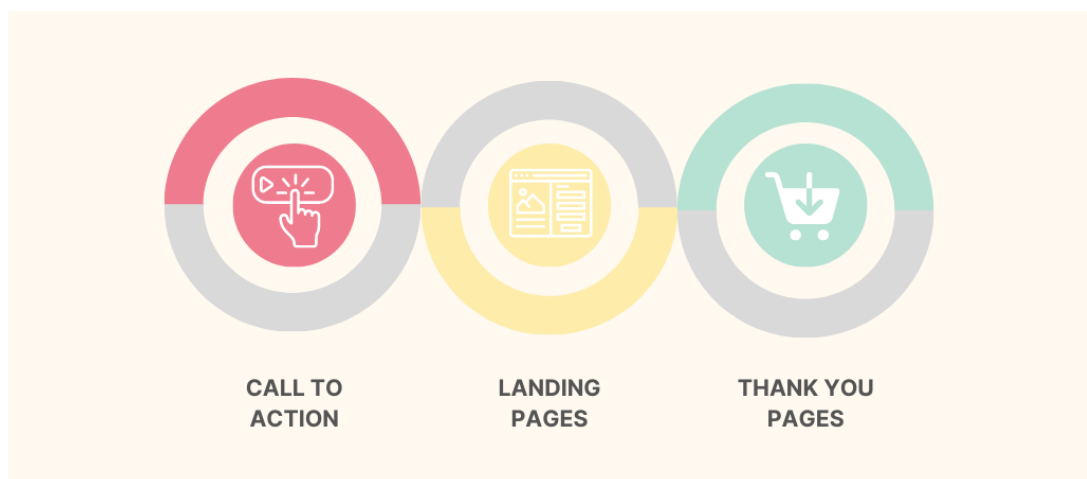 CALL TO
ACTION
LANDING
PAGES
THANK YOU
PAGES